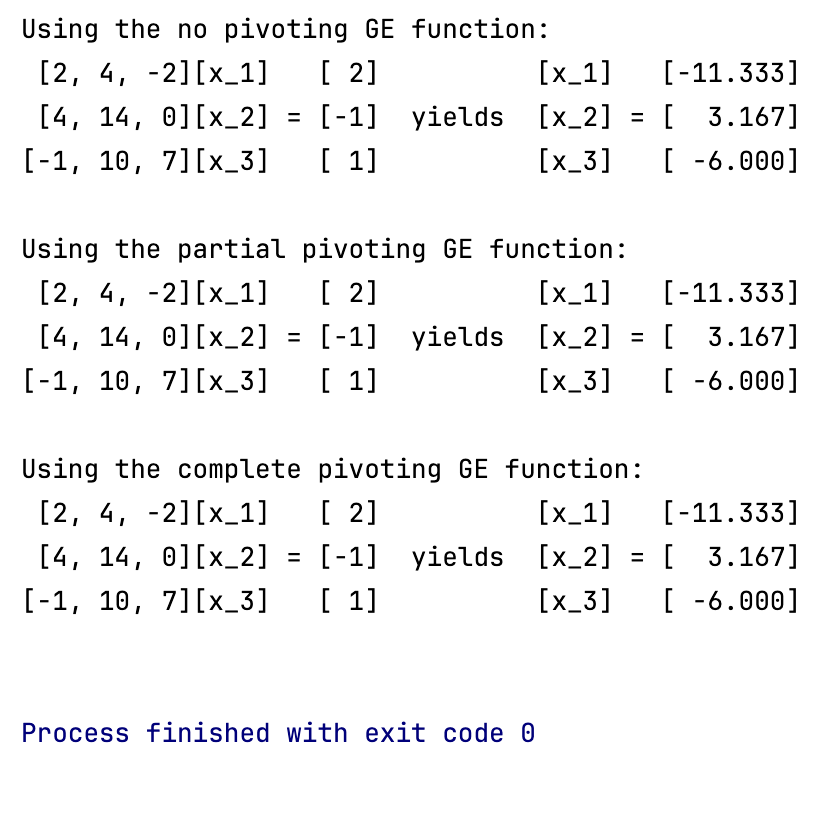 Using the no pivoting GE function:
 [2, 4, -2][x_1]   [ 2]          [x_1]   [-11.333]
 [4, 14, 0][x_2] = [-1]  yields  [x_2] = [  3.167]
[-1, 10, 7][x_3]   [ 1]          [x_3]   [ -6.000]
Using the partial pivoting GE function:
 [2, 4, -2][x_1]   [ 2]          [x_1]   [-11.333]
 [4, 14, 0][x_2] = [-1]  yields  [x_2] = [  3.167]
[-1, 10, 7][x_3]   [ 1]          [x_3]   [ -6.000]
Using the complete pivoting GE function:
 [2, 4, -2][x_1]   [ 2]          [x_1]   [-11.333]
 [4, 14, 0][x_2] = [-1]  yields  [x_2] = [  3.167]
[-1, 10, 7][x_3]   [ 1]          [x_3]   [ -6.000]
Process finished with exit code 0